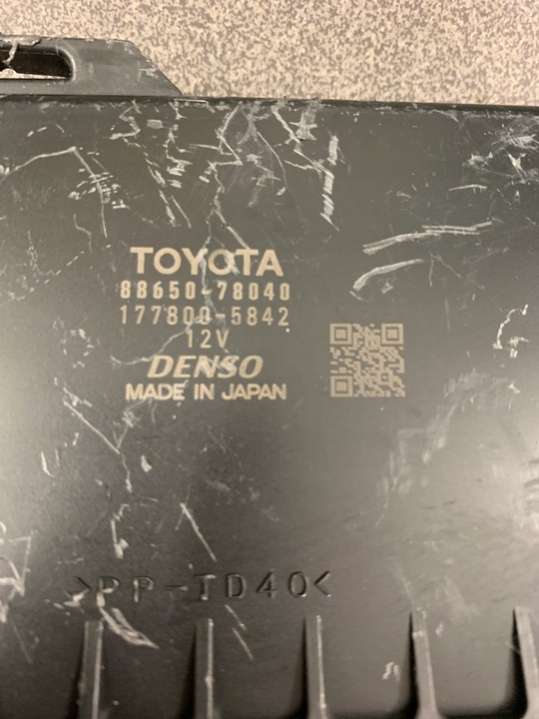 TOYOTA
88650-78040
177800-5842
12V
DENSO
MADE IN JAPAN
>PP-TD40<